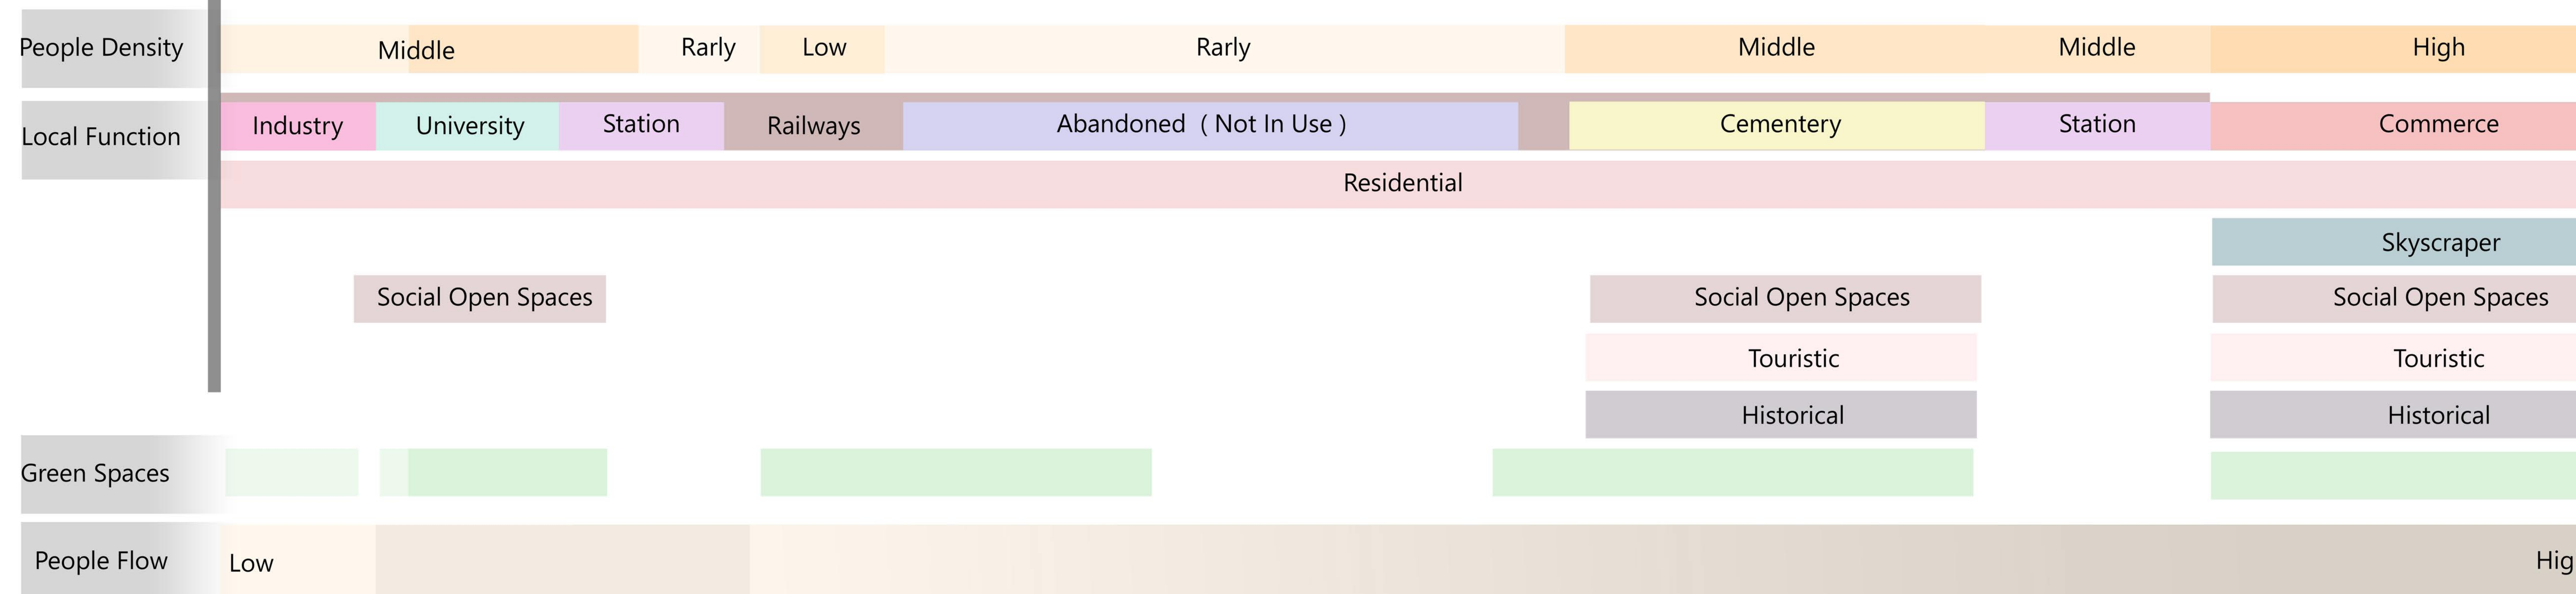 People Density Middle Rarly Low Rarly Middle Middle High
Local Function Industry University Station Railways Abandoned ( Not In Use ) Cementery Station Commerce
Residential
Skyscraper
Social Open Spaces Social Open Spaces Social Open Spaces
Touristic Touristic
Historical Historical
Green Spaces
People Flow Low Hig